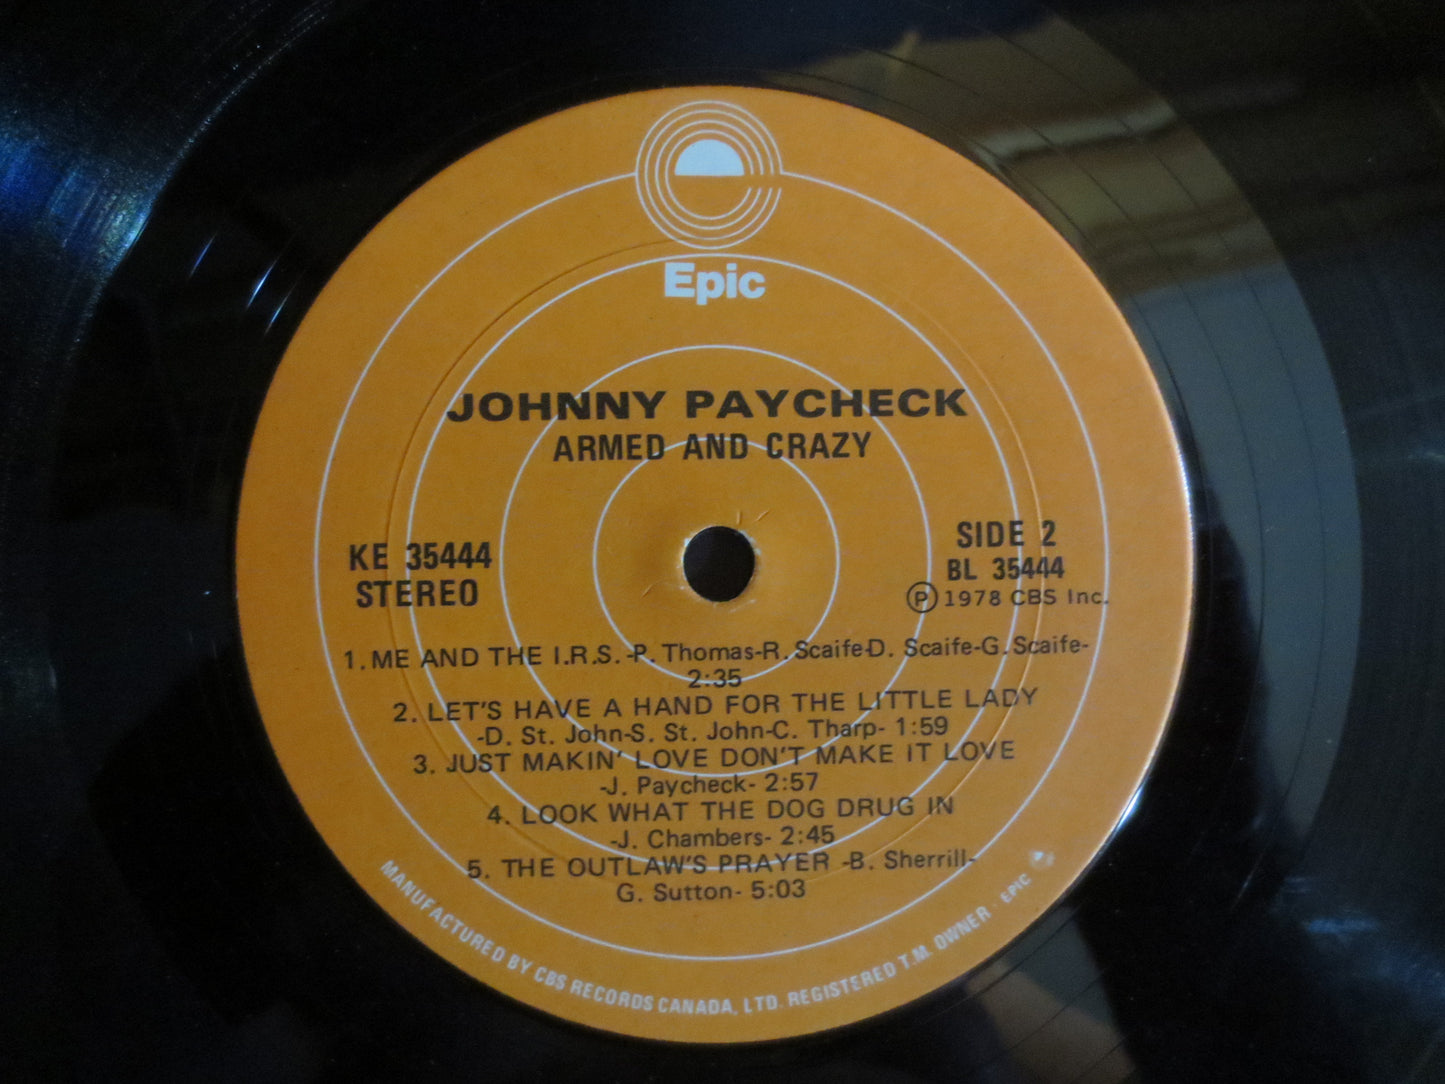 Epic
JOHNNY PAYCHECK
ARMED AND CRAZY
KE 35444
STEREO
SIDE 2
BL 35444
Ⓟ 1978 CBS Inc.
1. ME AND THE I.R.S. -P. Thomas-R. Scaife-D. Scaife-G. Scaife-
2:35
2. LET'S HAVE A HAND FOR THE LITTLE LADY
-D. St. John-S. St. John-C. Tharp- 1:59
3. JUST MAKIN' LOVE DON'T MAKE IT LOVE
-J. Paycheck- 2:57
4. LOOK WHAT THE DOG DRUG IN
-J. Chambers- 2:45
5. THE OUTLAW'S PRAYER -B. Sherrill-
G. Sutton- 5:03
MANUFACTURED BY CBS RECORDS CANADA, LTD. REGISTERED T.M. OWNER · EPIC